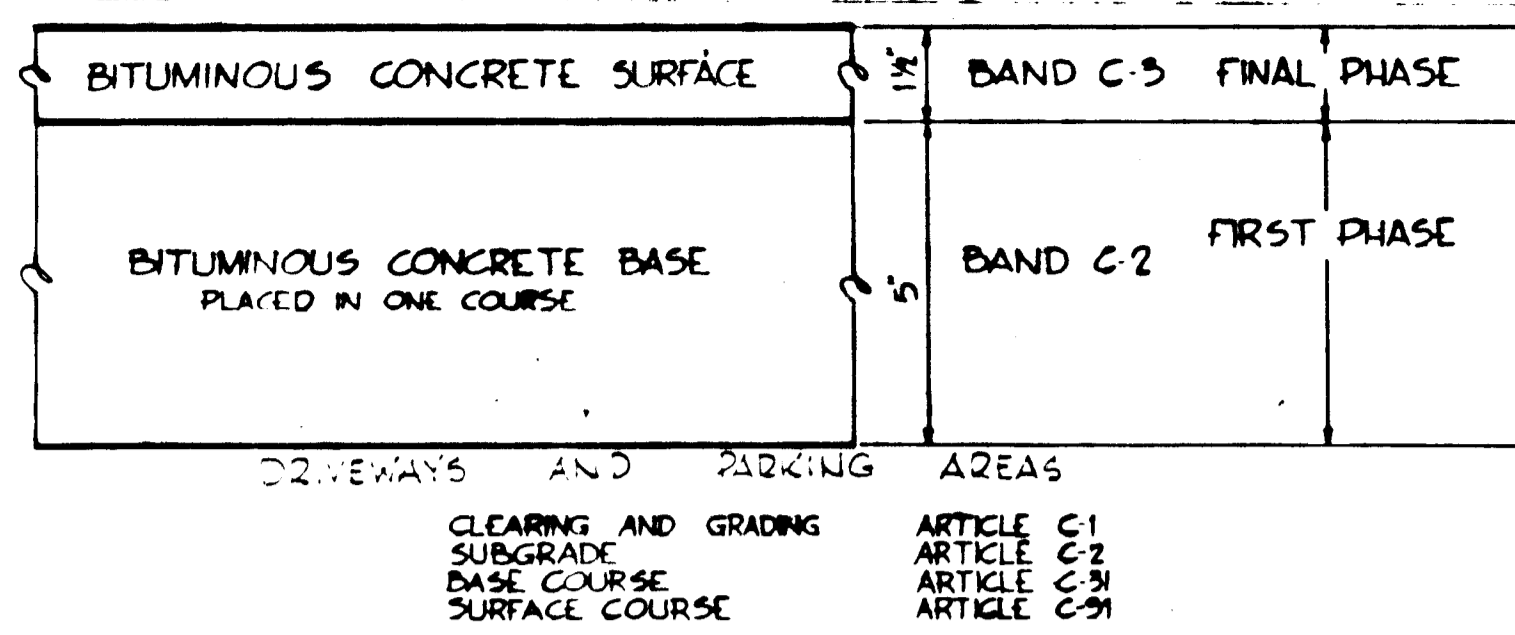 BITUMINOUS CONCRETE SURFACE 1½" BAND C-3 FINAL PHASE
BITUMINOUS CONCRETE BASE
PLACED IN ONE COURSE
5" BAND C-2 FIRST PHASE
DRIVEWAYS AND PARKING AREAS
CLEARING AND GRADING ARTICLE C-1
SUBGRADE ARTICLE C-2
BASE COURSE ARTICLE C-31
SURFACE COURSE ARTICLE C-91